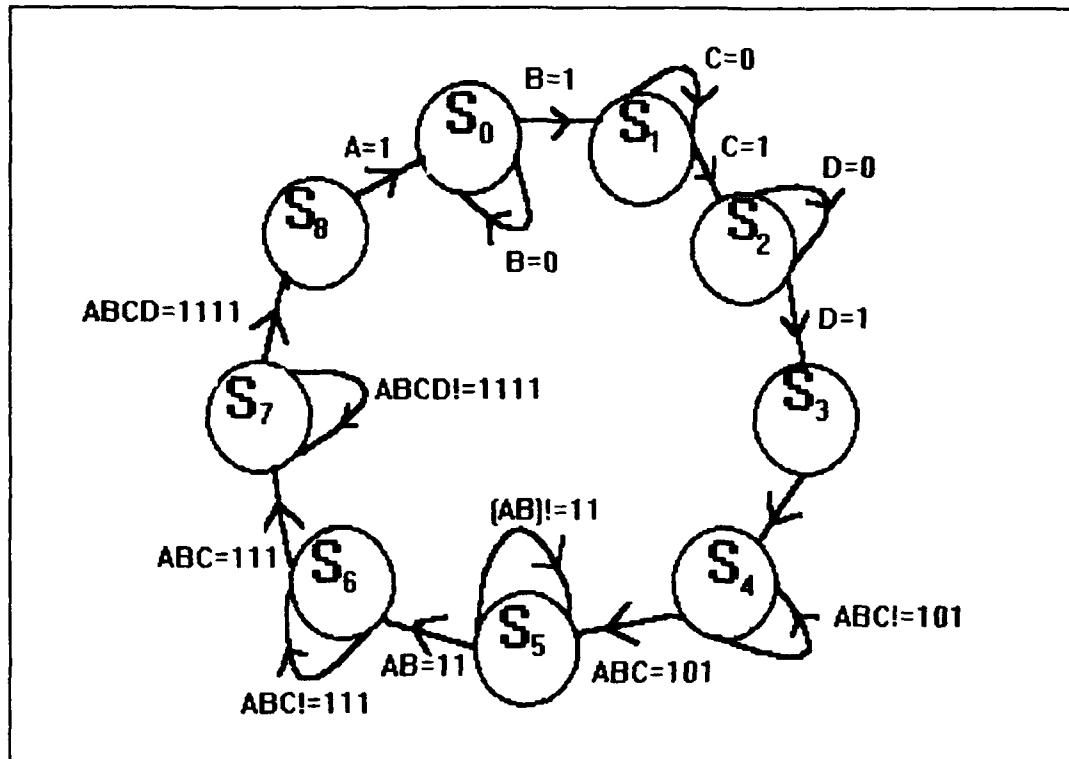 B=1
C=0
S0
S1
A=1
C=1
D=0
S8
S2
B=0
ABCD=1111
D=1
S7
ABCD!=1111
S3
(AB)!=11
ABC=111
S6
S4
S5
ABC!=101
AB=11
ABC=101
ABC!=111